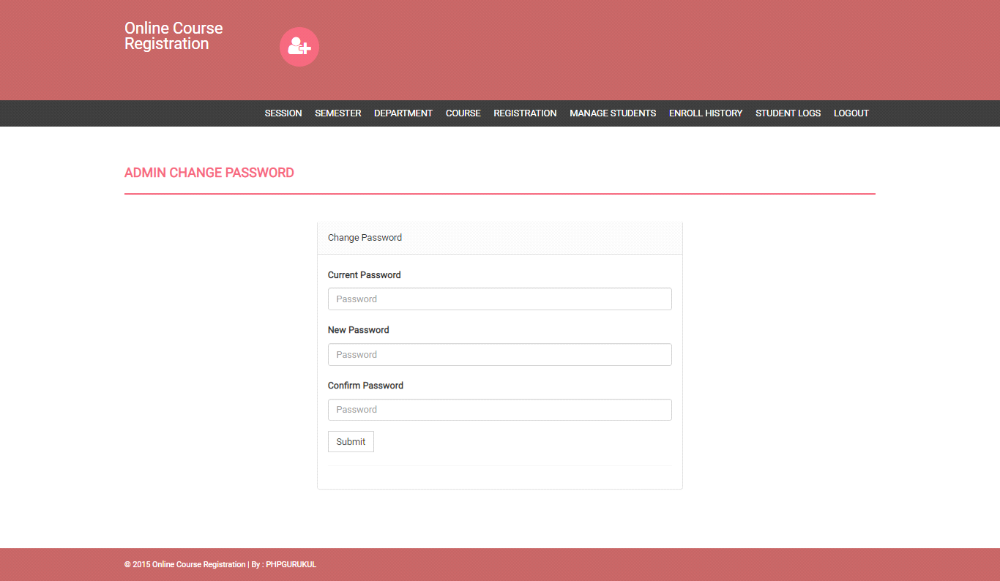 Online Course
Registration
SESSION SEMESTER DEPARTMENT COURSE REGISTRATION MANAGE STUDENTS ENROLL HISTORY STUDENT LOGS LOGOUT
ADMIN CHANGE PASSWORD
Change Password
Current Password
Password
New Password
Password
Confirm Password
Password
Submit
© 2015 Online Course Registration | By : PHPGURUKUL